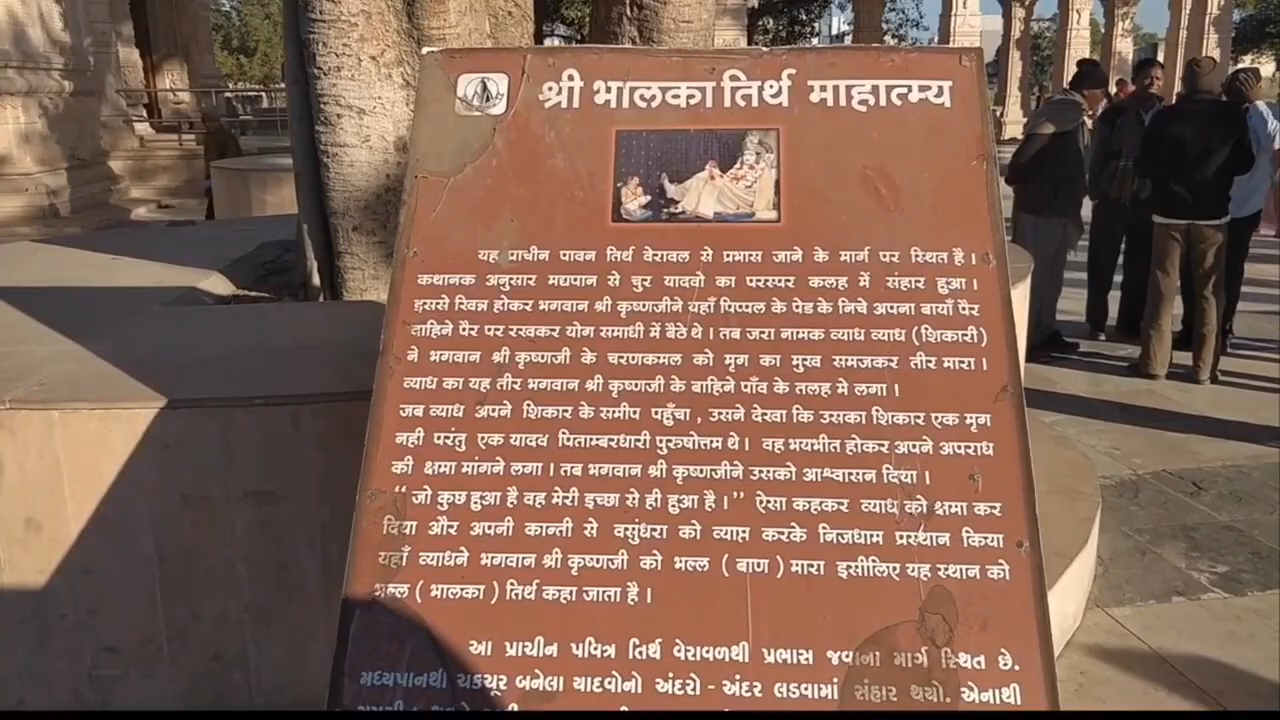 श्री भालका तिर्थ माहात्म्य
यह प्राचीन पावन तिर्थ वेरावल से प्रभास जाने के मार्ग पर स्थित है ।
कथानक अनुसार मद्यपान से चुर यादवो का परस्पर कलह में संहार हुआ ।
इससे खिन्न होकर भगवान श्री कृष्णजीने यहाँ पिप्पल के पेड के निचे अपना बायाँ पैर
दाहिने पैर पर रखकर योग समाधी में बैठे थे । तब जरा नामक व्याध व्याध (शिकारी)
ने भगवान श्री कृष्णजी के चरणकमल को मृग का मुख समजकर तीर मारा ।
व्याध का यह तीर भगवान श्री कृष्णजी के बाहिने पाँव के तलह मे लगा ।
जब व्याध अपने शिकार के समीप पहुँचा , उसने देखा कि उसका शिकार एक मृग
नही परंतु एक यादव पिताम्बरधारी पुरुषोत्तम थे । वह भयभीत होकर अपने अपराध
की क्षमा मांगने लगा । तब भगवान श्री कृष्णजीने उसको आश्वासन दिया ।
“ जो कुछ हुआ है वह मेरी इच्छा से ही हुआ है ।” ऐसा कहकर व्याध को क्षमा कर
दिया और अपनी कान्ती से वसुंधरा को व्याप्त करके निजधाम प्रस्थान किया
यहाँ व्याधने भगवान श्री कृष्णजी को भल्ल ( बाण ) मारा इसीलिए यह स्थान को
भल्ल ( भालका ) तिर्थ कहा जाता है ।
આ પ્રાચીન પવિત્ર તિર્થ વેરાવળથી પ્રભાસ જવાના માર્ગ સ્થિત છે.
મધ્યપાનથી ચકચૂર બનેલા યાદવોનો અંદરો - અંદર લડવામાં સંહાર થયો. એનાથી